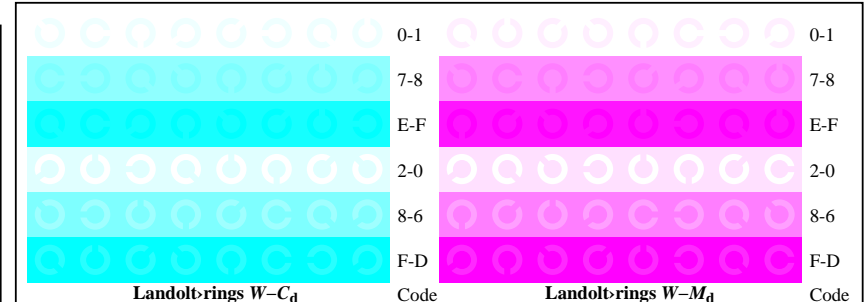 0-1 0-1
7-8 7-8
E-F E-F
2-0 2-0
8-6 8-6
F-D F-D
Landolt›rings W–Cd Code Landolt›rings W–Md Code